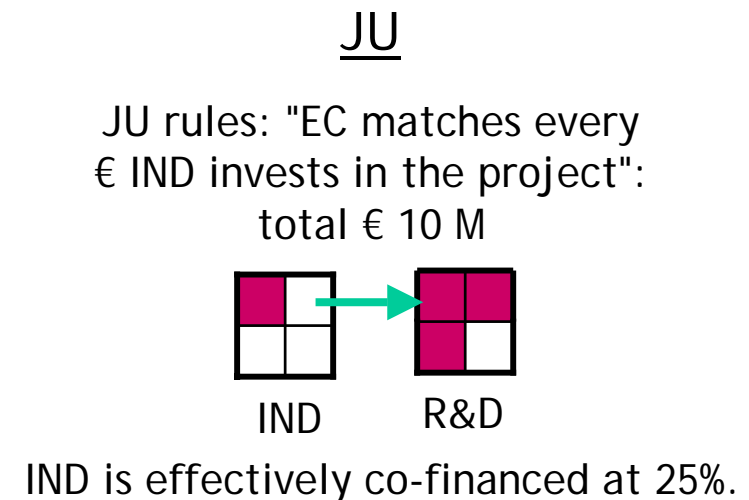 JU
JU rules: "EC matches every
€ IND invests in the project":
total € 10 M
IND R&D
IND is effectively co-financed at 25%.